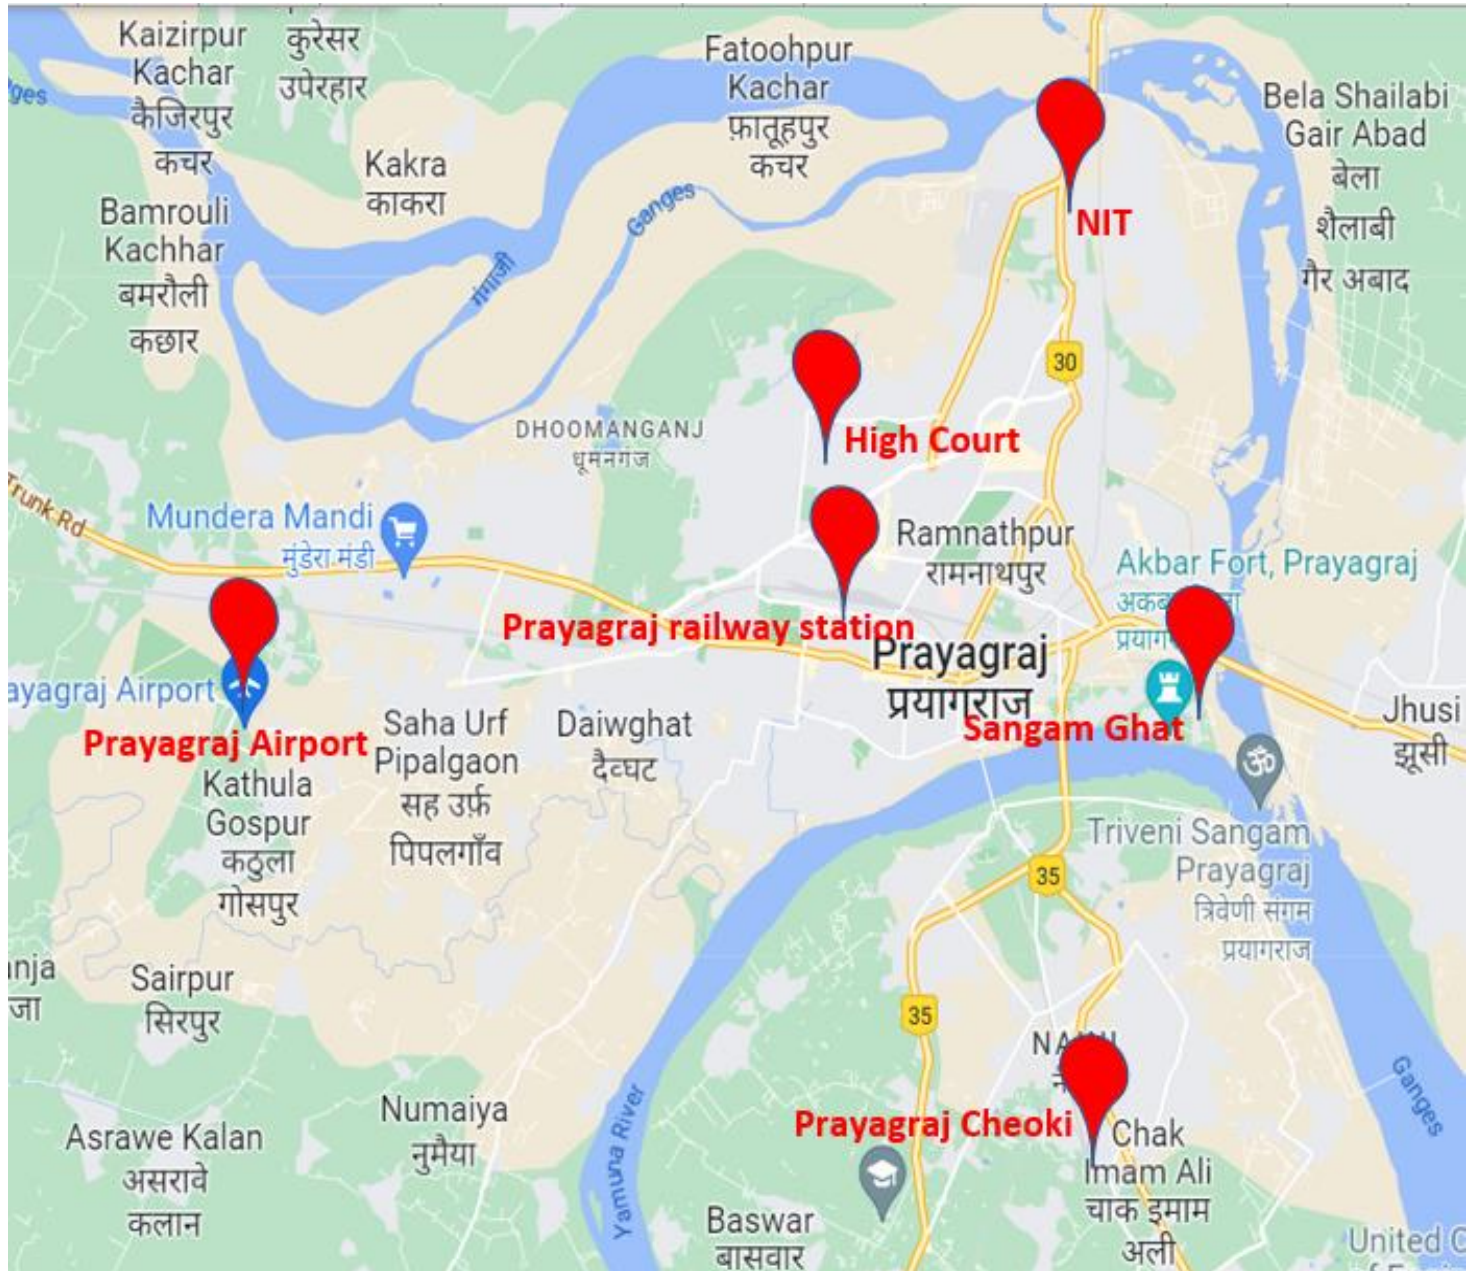 Kaizirpur
Kachar
कैजिरपुर
कचर
कुरेसर
उपेरहार
Fatoohpur
Kachar
फ़ातूहपुर
कचर
Bela Shailabi
Gair Abad
बेला
शैलाबी
गैर अबाद
Kakra
काकरा
Bamrouli
Kachhar
बमरौली
कछार
Ganges
गंगाजी
NIT
30
High Court
DHOOMANGANJ
धूमनगंज
Trunk Rd
Mundera Mandi
मुंडेरा मंडी
Ramnathpur
रामनाथपुर
Akbar Fort, Prayagraj
प्रयागराज
Prayagraj railway station
Prayagraj
प्रयागराज
Sangam Ghat
Jhusi
झूसी
Airport
Prayagraj Airport
Kathula
Gospur
कठुला
गोसपुर
Saha Urf
Pipalgaon
सह उर्फ़
पिपलगाँव
Daiwghat
दैव्घट
Triveni Sangam
Prayagraj
त्रिवेणी संगम
प्रयागराज
35
35
Sairpur
सिरपुर
Numaiya
नुमैया
Asrawe Kalan
असरावे
कलान
Yamuna River
Prayagraj Cheoki
Chak
Imam Ali
चाक इमाम
अली
Baswar
बासवार
Ganges
United